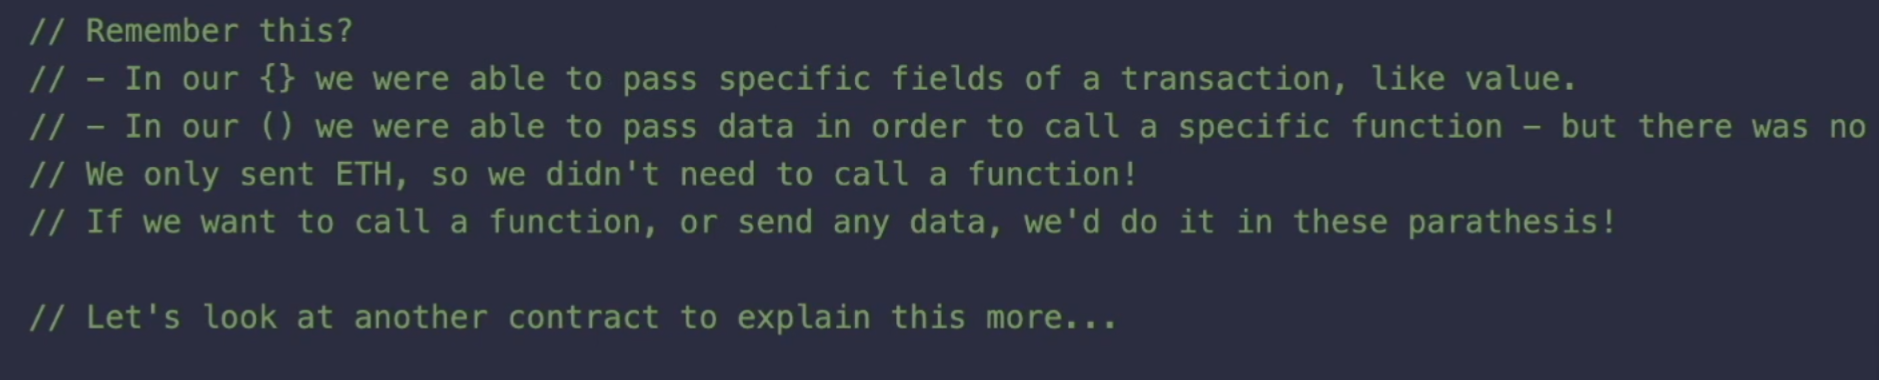 // Remember this?
// – In our {} we were able to pass specific fields of a transaction, like value.
// – In our () we were able to pass data in order to call a specific function – but there was no
// We only sent ETH, so we didn't need to call a function!
// If we want to call a function, or send any data, we'd do it in these parathesis!
// Let's look at another contract to explain this more...